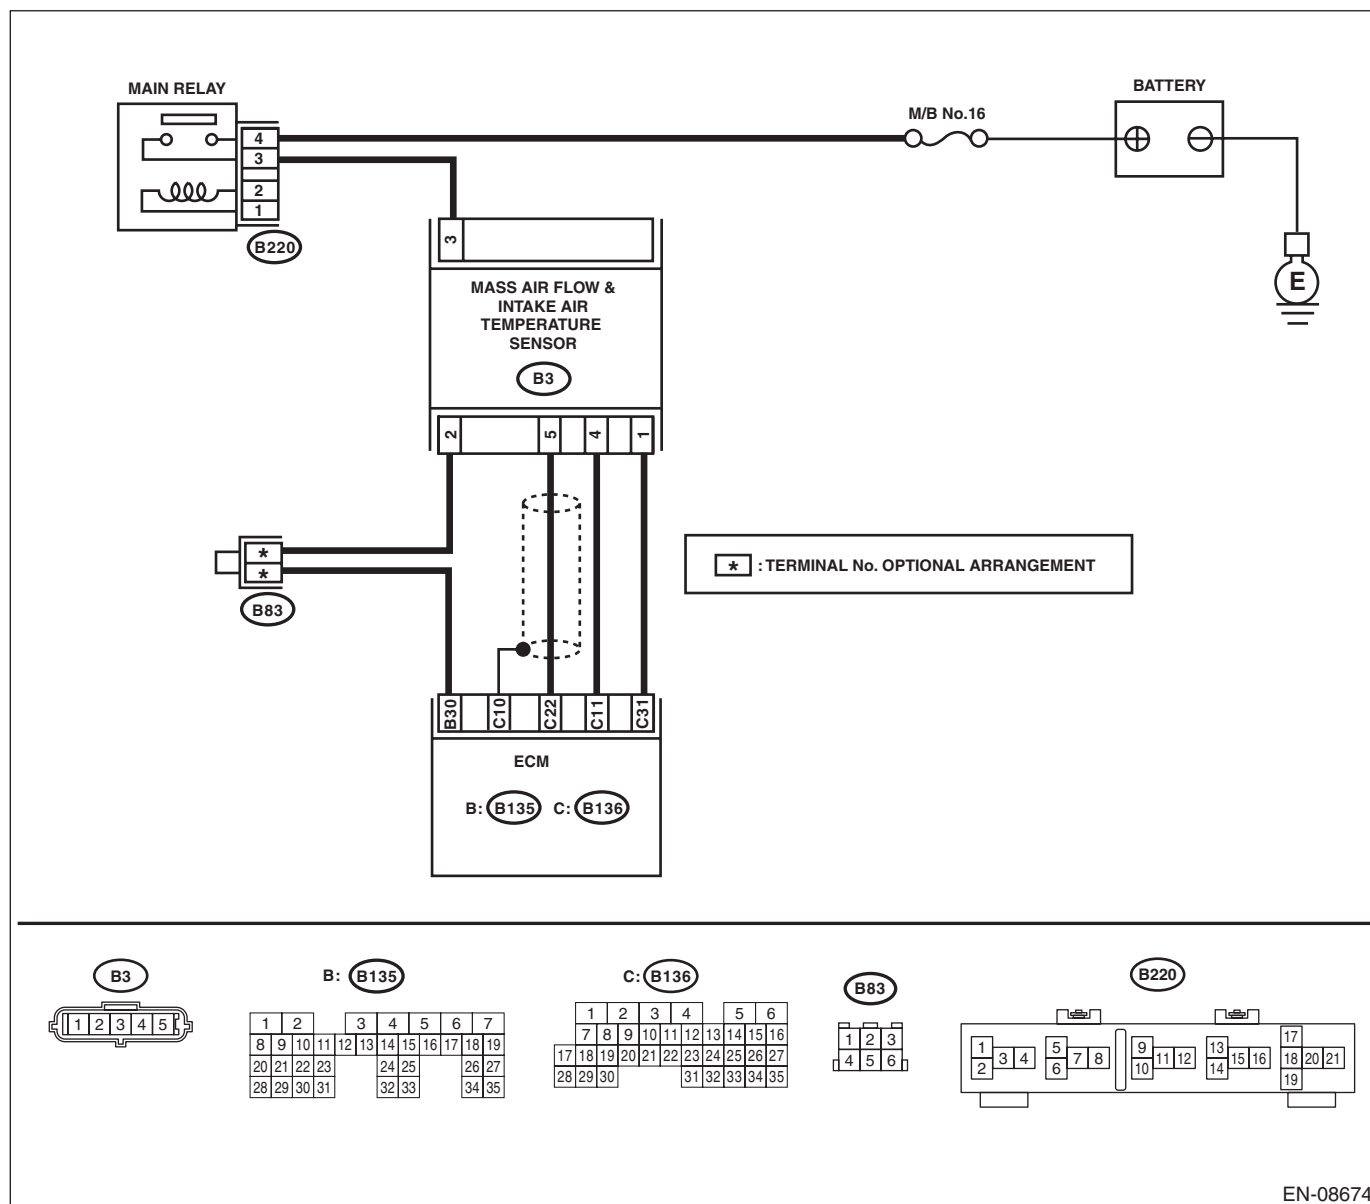 MAIN RELAY
BATTERY
M/B No.16
4
3
2
1
B220
E
3
MASS AIR FLOW &
INTAKE AIR
TEMPERATURE
SENSOR
B3
2 5 4 1
*
*
B83
* : TERMINAL No. OPTIONAL ARRANGEMENT
B30 C10 C22 C11 C31
ECM
B: B135 C: B136
B3
1 2 3 4 5
B: B135
1 2 3 4 5 6 7
8 9 10 11 12 13 14 15 16 17 18 19
20 21 22 23 24 25 26 27
28 29 30 31 32 33 34 35
C: B136
1 2 3 4 5 6
7 8 9 10 11 12 13 14 15 16
17 18 19 20 21 22 23 24 25 26 27
28 29 30 31 32 33 34 35
B83
1 2 3
4 5 6
B220
1 5 9 13 17
3 4 7 8 11 12 15 16 18 20 21
2 6 10 14 19
EN-08674